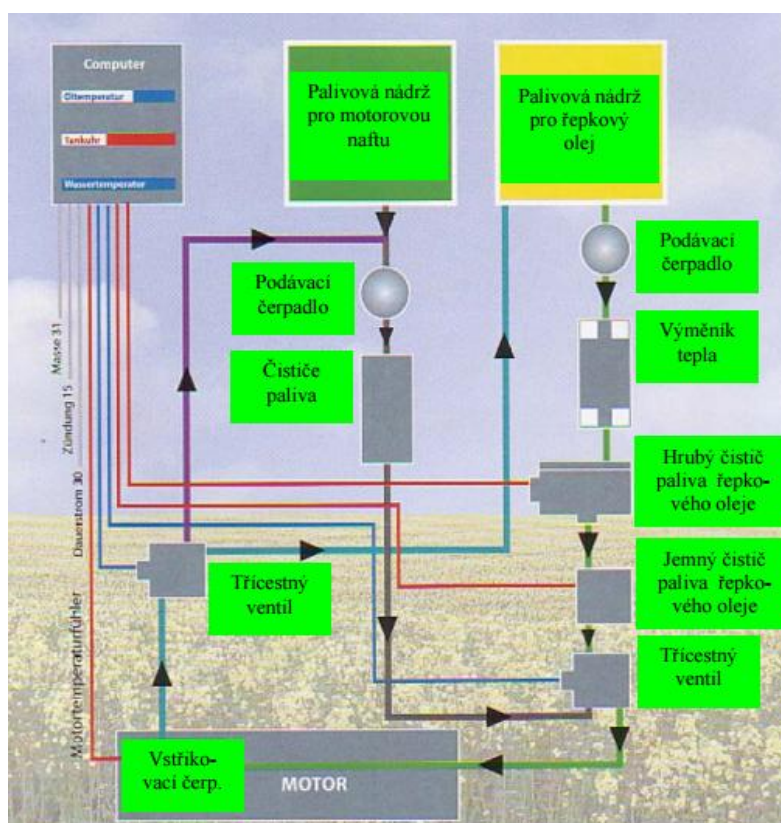 Computer
Öltemperatur
Tankuhr
Wassertemperator
Palivová nádrž
pro motorovou
naftu
Palivová nádrž
pro řepkový
olej
Podávací
čerpadlo
Podávací
čerpadlo
Čističe
paliva
Výměník
tepla
Hrubý čistič
paliva řepko-
vého oleje
Jemný čistič
paliva řepko-
vého oleje
Třícestný
ventil
Třícestný
ventil
Masse 31
Zündung 15
Dauerstrom 30
Motortemperaturfühler
Vstřiko-
vací čerp.
MOTOR